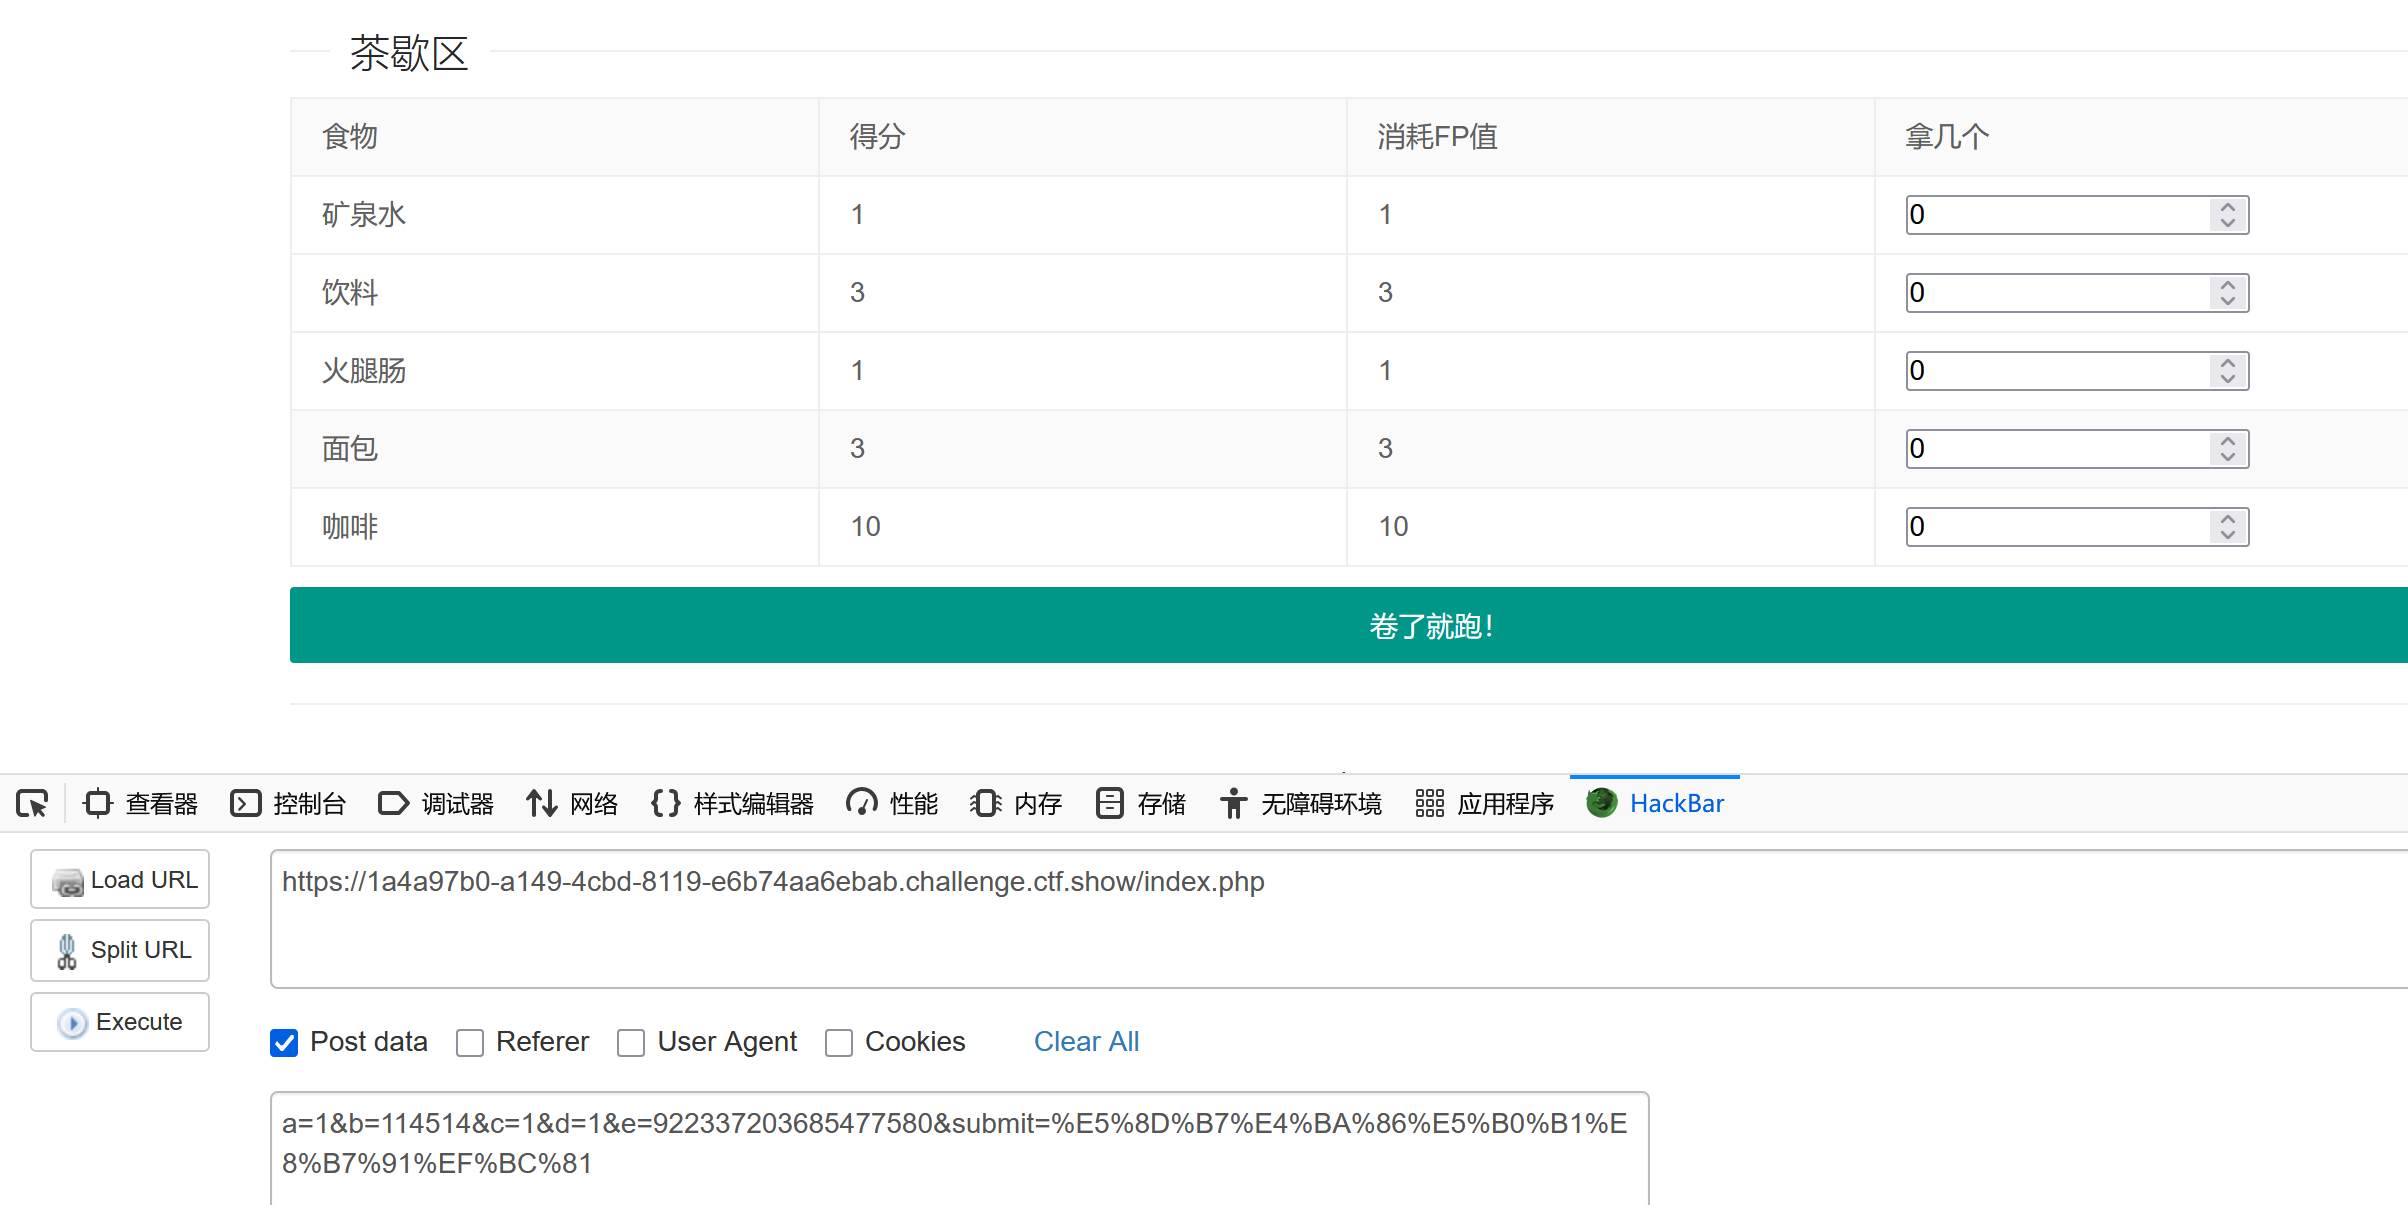 茶歇区
食物 得分 消耗FP值 拿几个
矿泉水 1 1 0
饮料 3 3 0
火腿肠 1 1 0
面包 3 3 0
咖啡 10 10 0
卷了就跑！
查看器 控制台 调试器 网络 样式编辑器 性能 内存 存储 无障碍环境 应用程序 HackBar
Load URL
https://1a4a97b0-a149-4cbd-8119-e6b74aa6ebab.challenge.ctf.show/index.php
Split URL
Execute
Post data Referer User Agent Cookies Clear All
a=1&b=114514&c=1&d=1&e=922337203685477580&submit=%E5%8D%B7%E4%BA%86%E5%B0%B1%E
8%B7%91%EF%BC%81